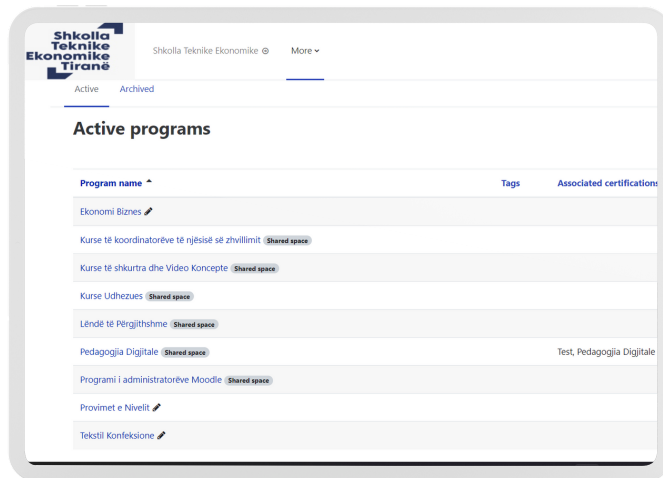 Shkolla
Teknike
Ekonomike
Tiranë
Shkolla Teknike Ekonomike
More
Active Archived
Active programs
Program name Tags Associated certifications
Ekonomi Biznes
Kurse të koordinatorëve të njësisë së zhvillimit Shared space
Kurse të shkurtra dhe Video Koncepte Shared space
Kurse Udhezues Shared space
Lëndë të Përgjithshme Shared space
Pedagogjia Digjitale Shared space Test, Pedagogjia Digjitale
Programi i administratorëve Moodle Shared space
Provimet e Nivelit
Tekstil Konfeksione